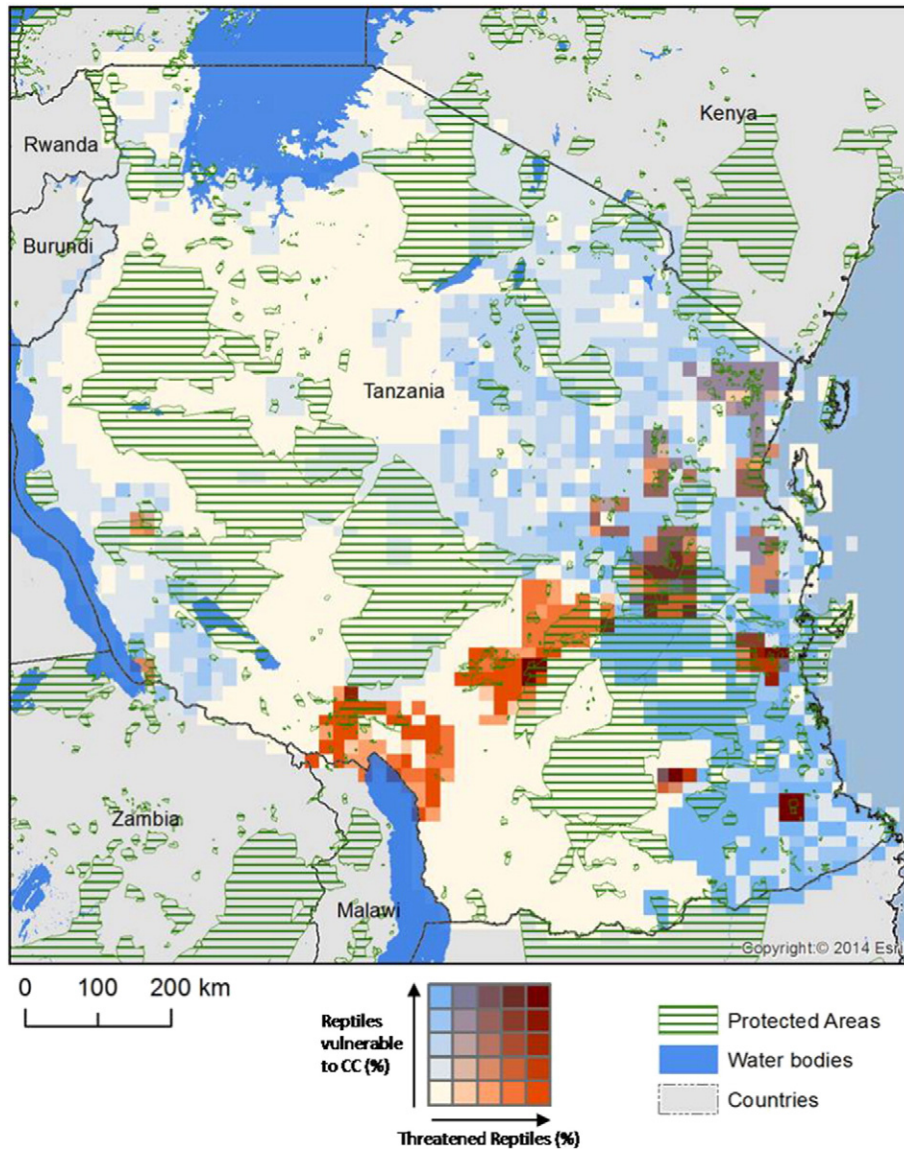 Kenya
Rwanda
Burundi
Tanzania
Zambia
Malawi
Copyright:© 2014 Esri
0 100 200 km
Reptiles
vulnerable
to CC (%)
Threatened Reptiles (%)
Protected Areas
Water bodies
Countries